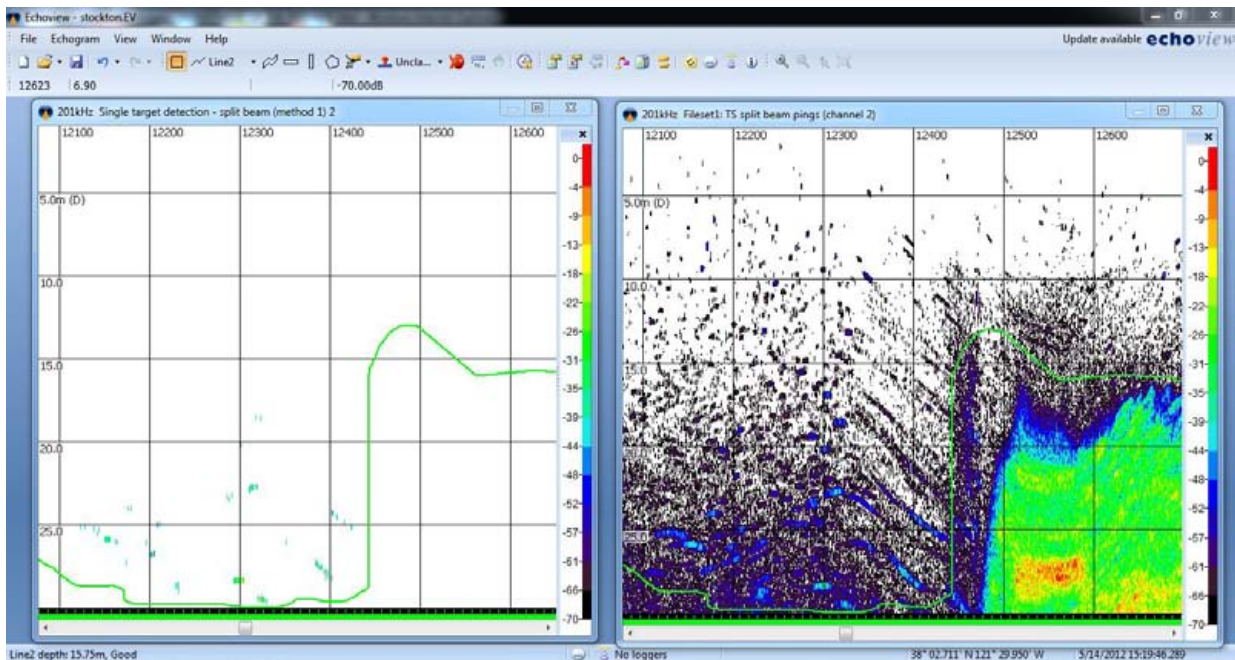 Echoview - stockton.EV
File Echogram View Window Help
Update available echoview
Line2
Uncla...
12623 6.90 -70.00dB
201kHz Single target detection - split beam (method 1) 2
12100 12200 12300 12400 12500 12600
5.0m (D)
10.0
15.0
20.0
25.0
0
-4
-9
-13
-18
-22
-26
-31
-35
-39
-44
-48
-52
-57
-61
-66
-70
201kHz Fileset1: TS split beam pings (channel 2)
12100 12200 12300 12400 12500 12600
5.0m (D)
10.0
15.0
0
-4
-9
-13
-18
-22
-26
-31
-35
-39
-44
-48
-52
-57
-61
-66
-70
Line2 depth: 15.75m, Good
No loggers
38° 02.711' N 121° 29.950' W
5/14/2012 15:19:46.289